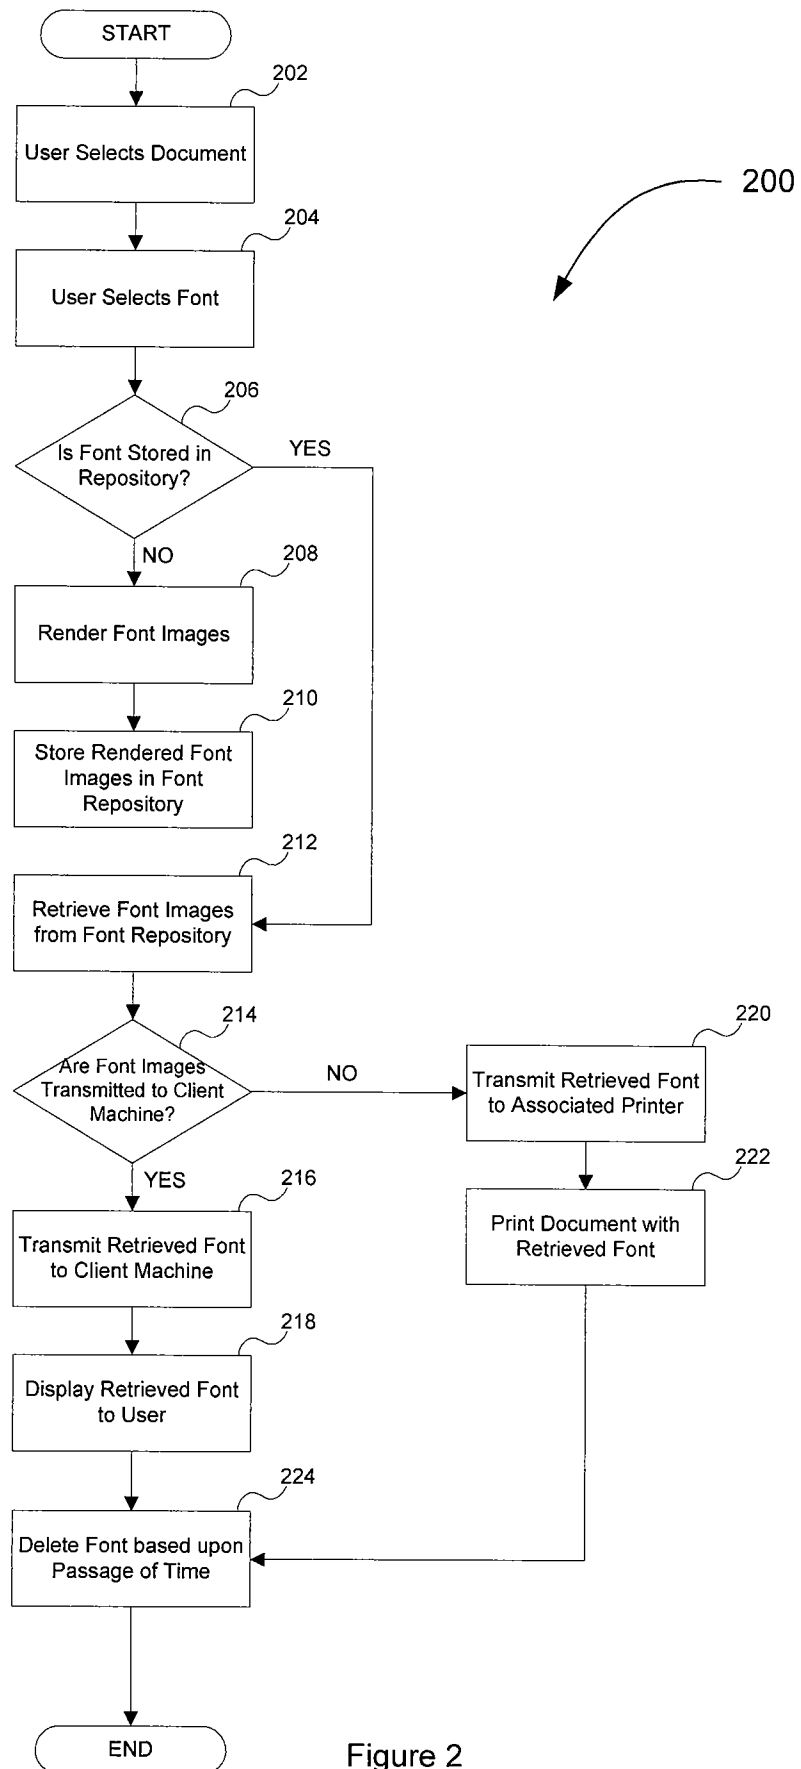 START
202
User Selects Document
200
204
User Selects Font
206
Is Font Stored in
Repository?
YES
NO
208
Render Font Images
210
Store Rendered Font
Images in Font
Repository
212
Retrieve Font Images
from Font Repository
214
Are Font Images
Transmitted to Client
Machine?
NO
220
Transmit Retrieved Font
to Associated Printer
YES
216
Transmit Retrieved Font
to Client Machine
222
Print Document with
Retrieved Font
218
Display Retrieved Font
to User
224
Delete Font based upon
Passage of Time
END
Figure 2